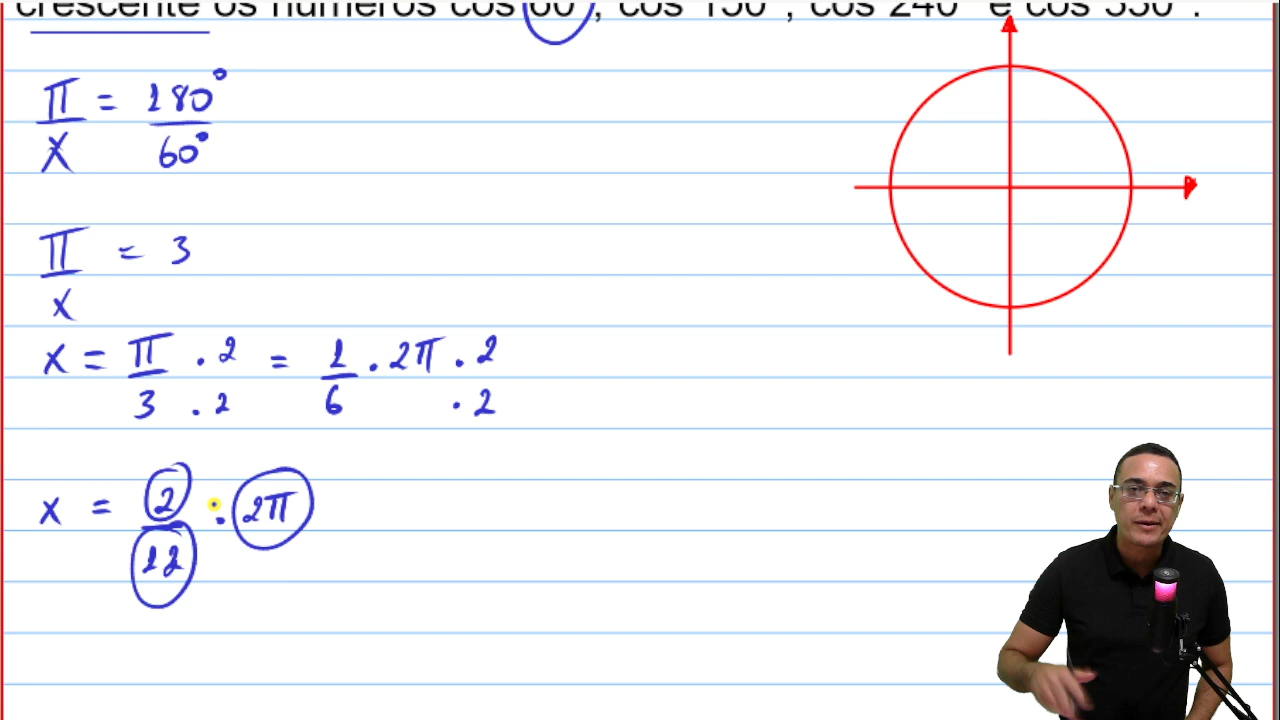 crescente os números cos 60°, cos 150°, cos 240° e cos 330°.
π/x = 180°/60°
π/x = 3
x = π/3 . 2/. 2 = 1/6 . 2π . 2/. 2
x = 2/12 . 2π